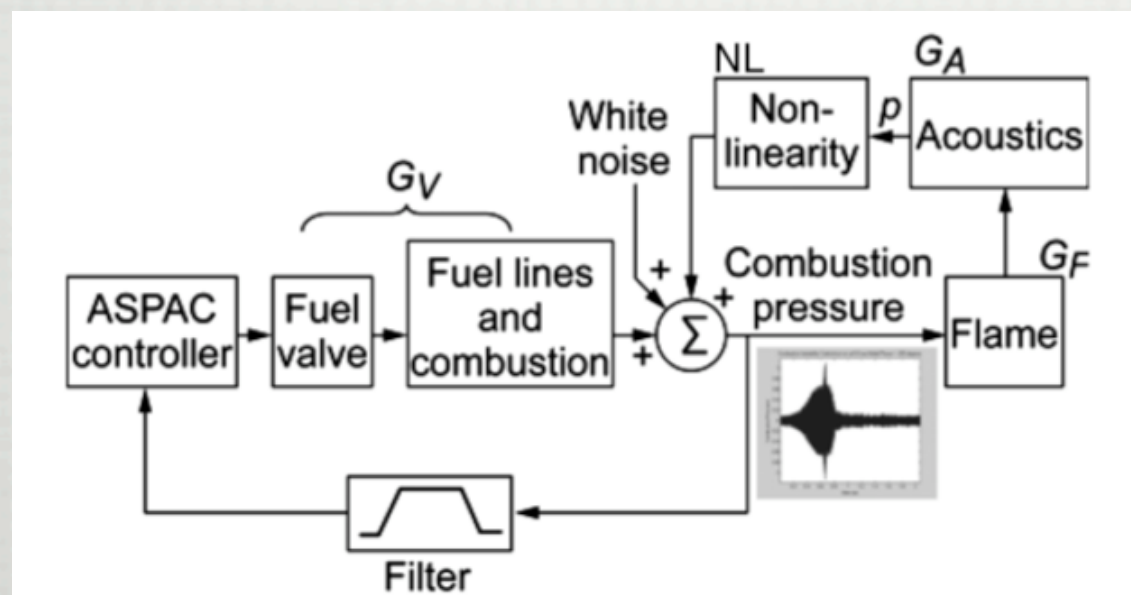 NL
G_A
White
noise
Non-
linearity
p
Acoustics
G_V
Fuel lines
and
combustion
+
+
Combustion
pressure
G_F
ASPAC
controller
Fuel
valve
Σ
+
Flame
Filter